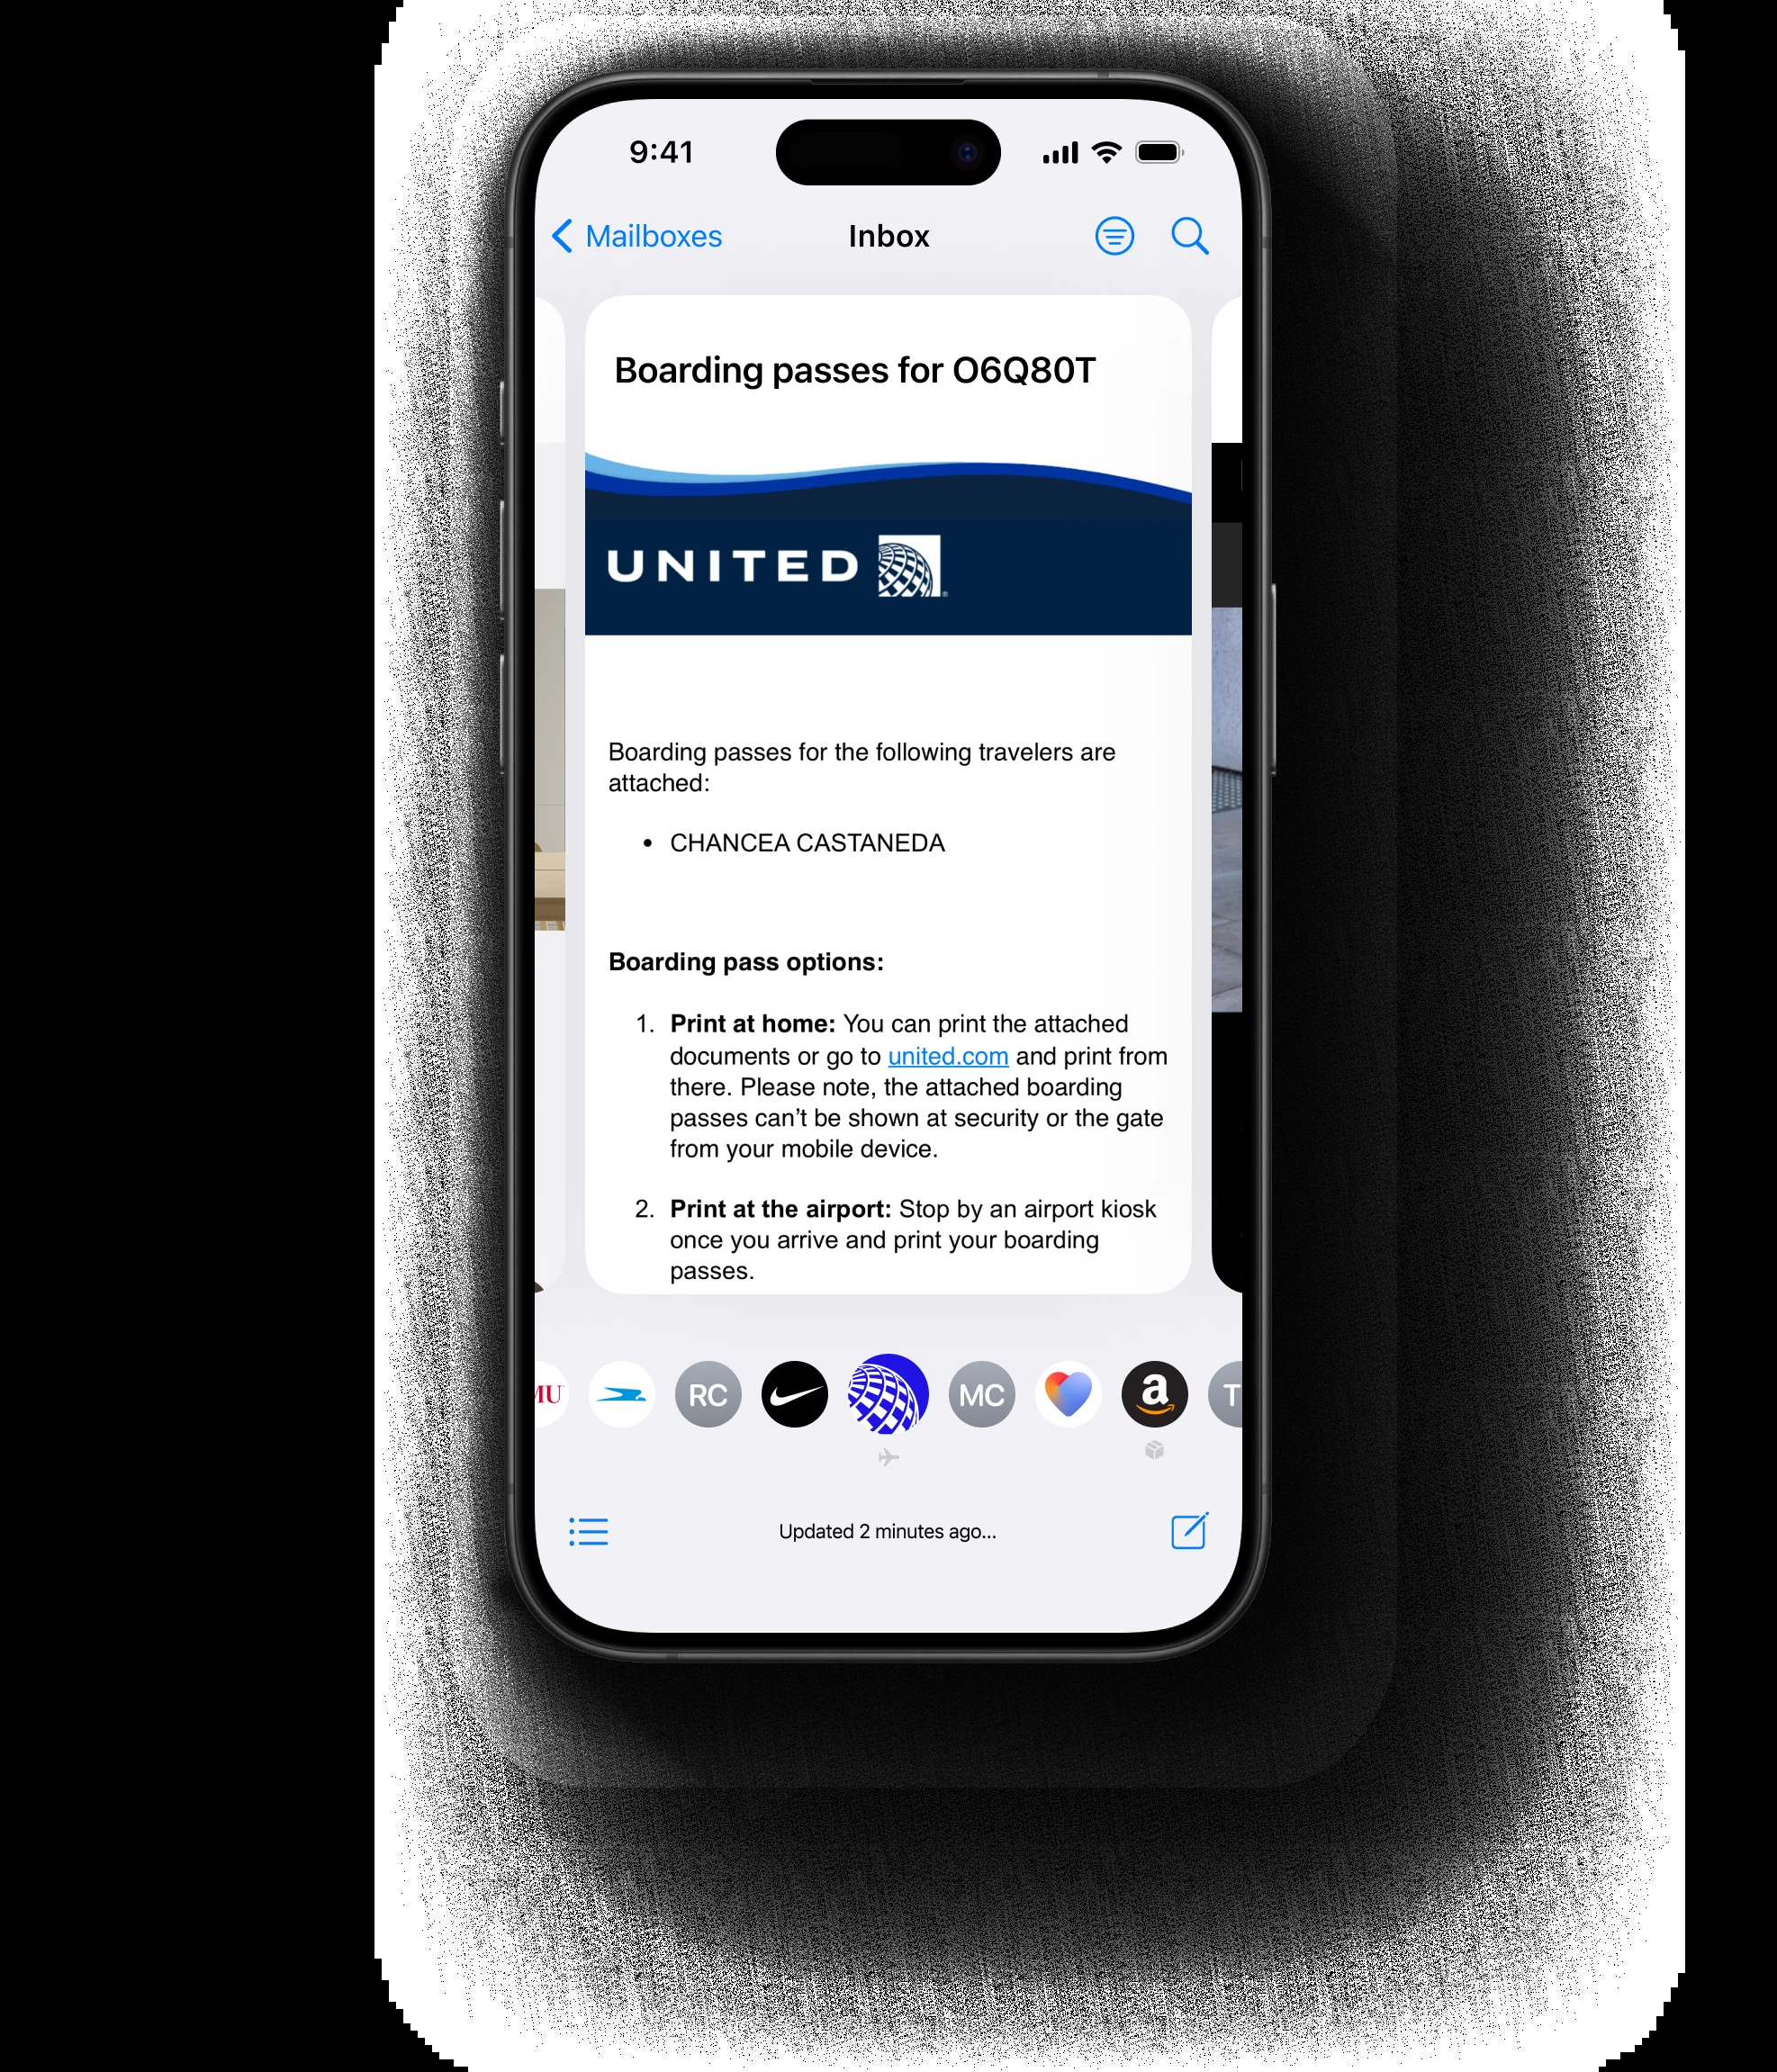 9:41
Mailboxes
Inbox
Boarding passes for O6Q80T
UNITED
Boarding passes for the following travelers are
attached:
• CHANCEA CASTANEDA
Boarding pass options:
1. Print at home: You can print the attached
documents or go to united.com and print from
there. Please note, the attached boarding
passes can’t be shown at security or the gate
from your mobile device.
2. Print at the airport: Stop by an airport kiosk
once you arrive and print your boarding
passes.
MU RC MC a T
Updated 2 minutes ago...